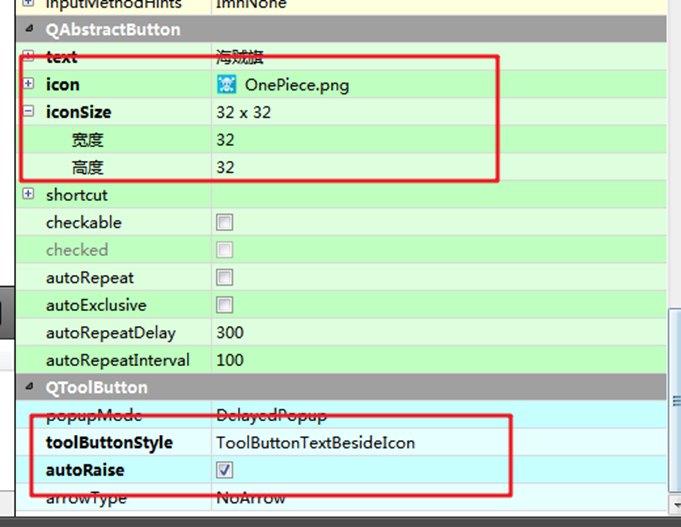 inputMethodHints ImhNone
QAbstractButton
text 海贼旗
icon OnePiece.png
iconSize 32 x 32
宽度 32
高度 32
shortcut
checkable
checked
autoRepeat
autoExclusive
autoRepeatDelay 300
autoRepeatInterval 100
QToolButton
popupMode DelayedPopup
toolButtonStyle ToolButtonTextBesideIcon
autoRaise
arrowType NoArrow